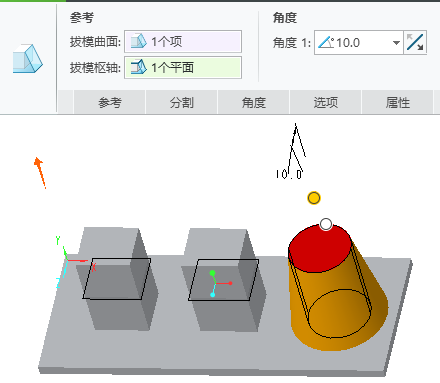 参考
拔模曲面: 1个项
拔模枢轴: 1个平面
角度
角度 1: 10.0
参考 分割 角度 选项 属性
10.0
Y